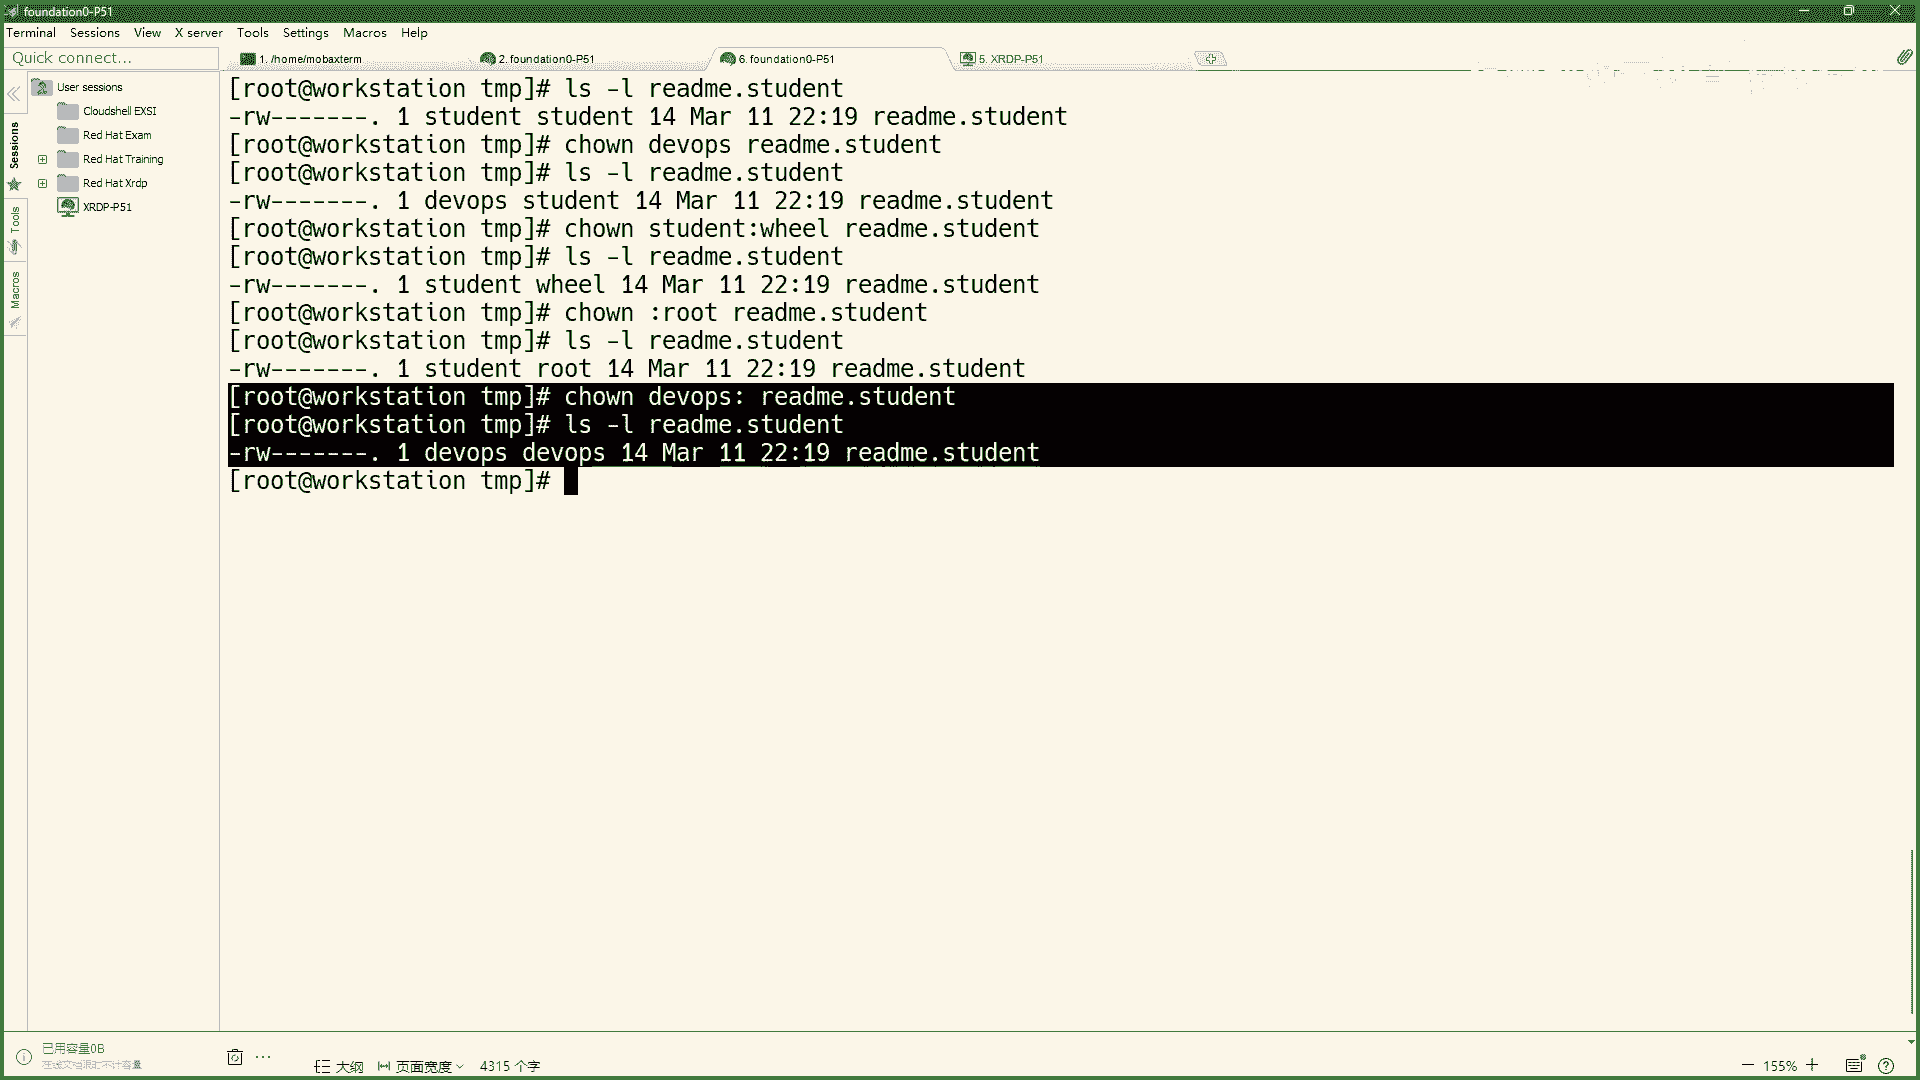 foundation0-P51
Terminal Sessions View X server Tools Settings Macros Help
Quick connect...
1. /home/mobaxterm
2. foundation0-P51
6. foundation0-P51
5. XRDP-P51
Sessions
Tools
Macros
User sessions
Cloudshell EXSI
Red Hat Exam
Red Hat Training
Red Hat Xrdp
XRDP-P51
[root@workstation tmp]# ls -l readme.student
-rw-------. 1 student student 14 Mar 11 22:19 readme.student
[root@workstation tmp]# chown devops readme.student
[root@workstation tmp]# ls -l readme.student
-rw-------. 1 devops student 14 Mar 11 22:19 readme.student
[root@workstation tmp]# chown student:wheel readme.student
[root@workstation tmp]# ls -l readme.student
-rw-------. 1 student wheel 14 Mar 11 22:19 readme.student
[root@workstation tmp]# chown :root readme.student
[root@workstation tmp]# ls -l readme.student
-rw-------. 1 student root 14 Mar 11 22:19 readme.student
[root@workstation tmp]# chown devops: readme.student
[root@workstation tmp]# ls -l readme.student
-rw-------. 1 devops devops 14 Mar 11 22:19 readme.student
[root@workstation tmp]#
已用容量0B
大纲 页面宽度 4315 个字
155%